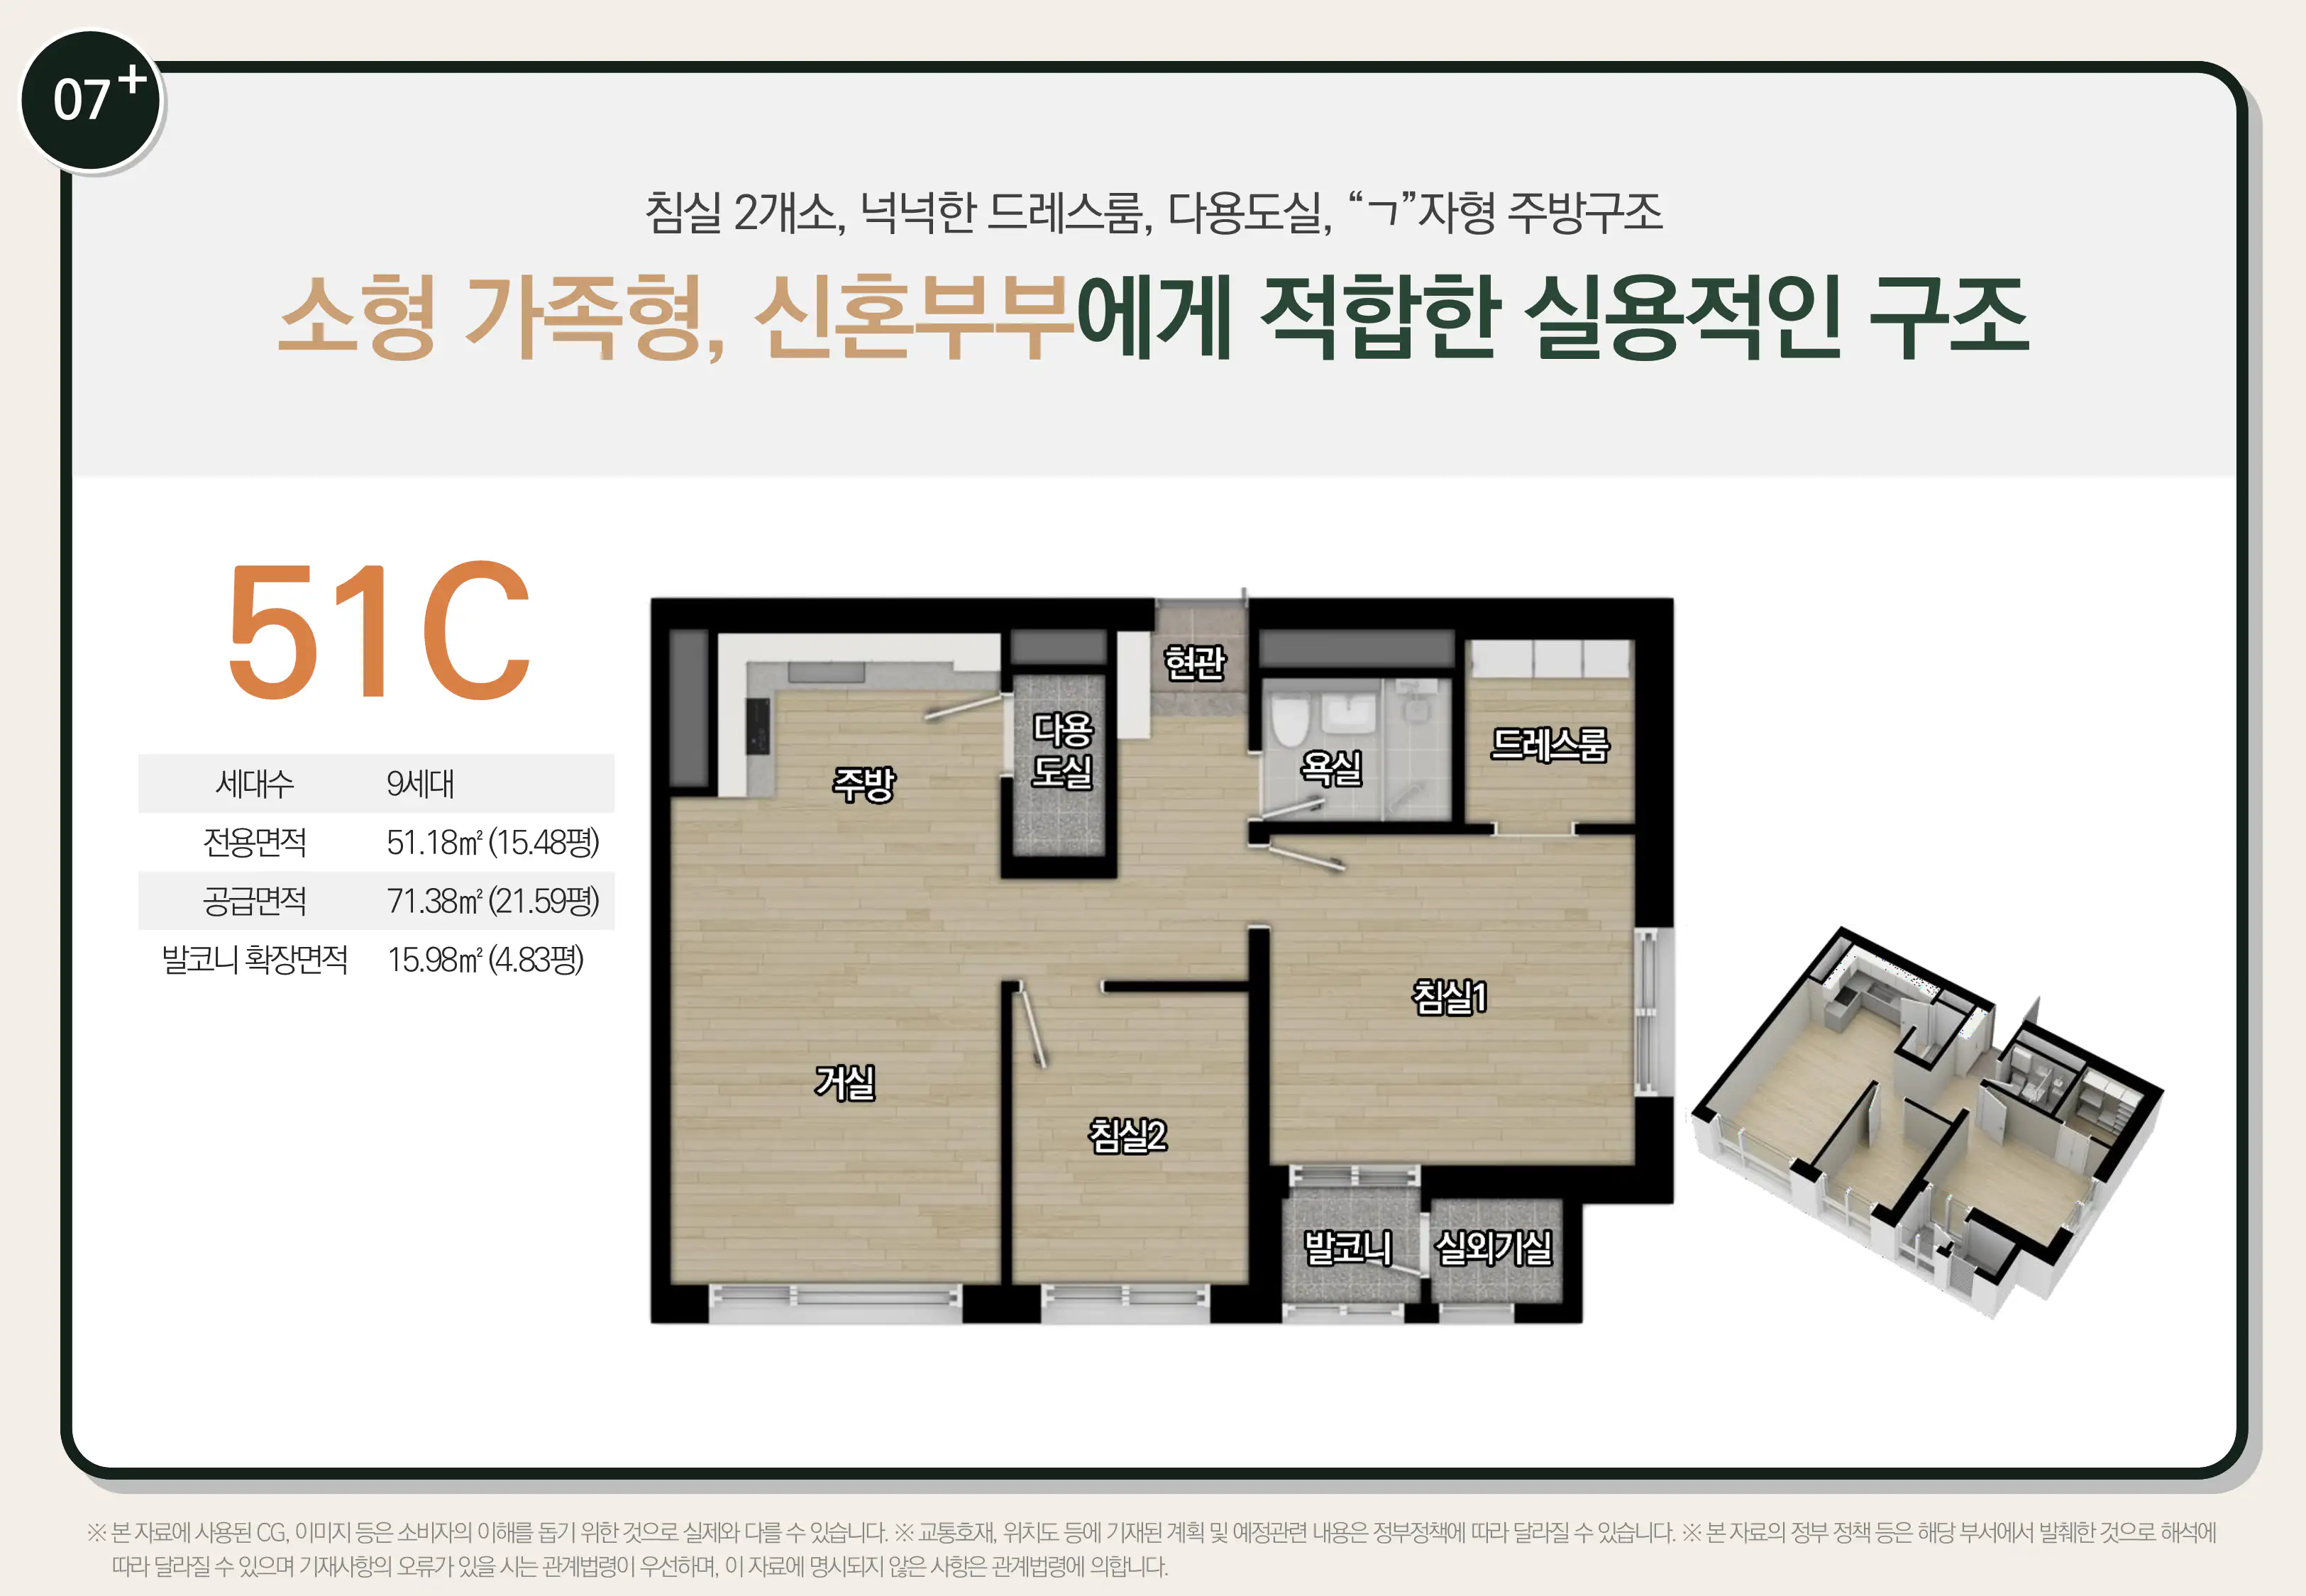 07+
침실 2개소, 넉넉한 드레스룸, 다용도실, “ㄱ”자형 주방구조
소형 가족형, 신혼부부에게 적합한 실용적인 구조
51C
세대수 9세대
전용면적 51.18㎡ (15.48평)
공급면적 71.38㎡ (21.59평)
발코니 확장면적 15.98㎡ (4.83평)
현관
다용
도실
주방
욕실
드레스룸
침실1
거실
침실2
발코니
실외기실
※ 본 자료에 사용된 CG, 이미지 등은 소비자의 이해를 돕기 위한 것으로 실제와 다를 수 있습니다. ※ 교통호재, 위치도 등에 기재된 계획 및 예정관련 내용은 정부정책에 따라 달라질 수 있습니다. ※ 본 자료의 정부 정책 등은 해당 부서에서 발췌한 것으로 해석에
따라 달라질 수 있으며 기재사항의 오류가 있을 시는 관계법령이 우선하며, 이 자료에 명시되지 않은 사항은 관계법령에 의합니다.